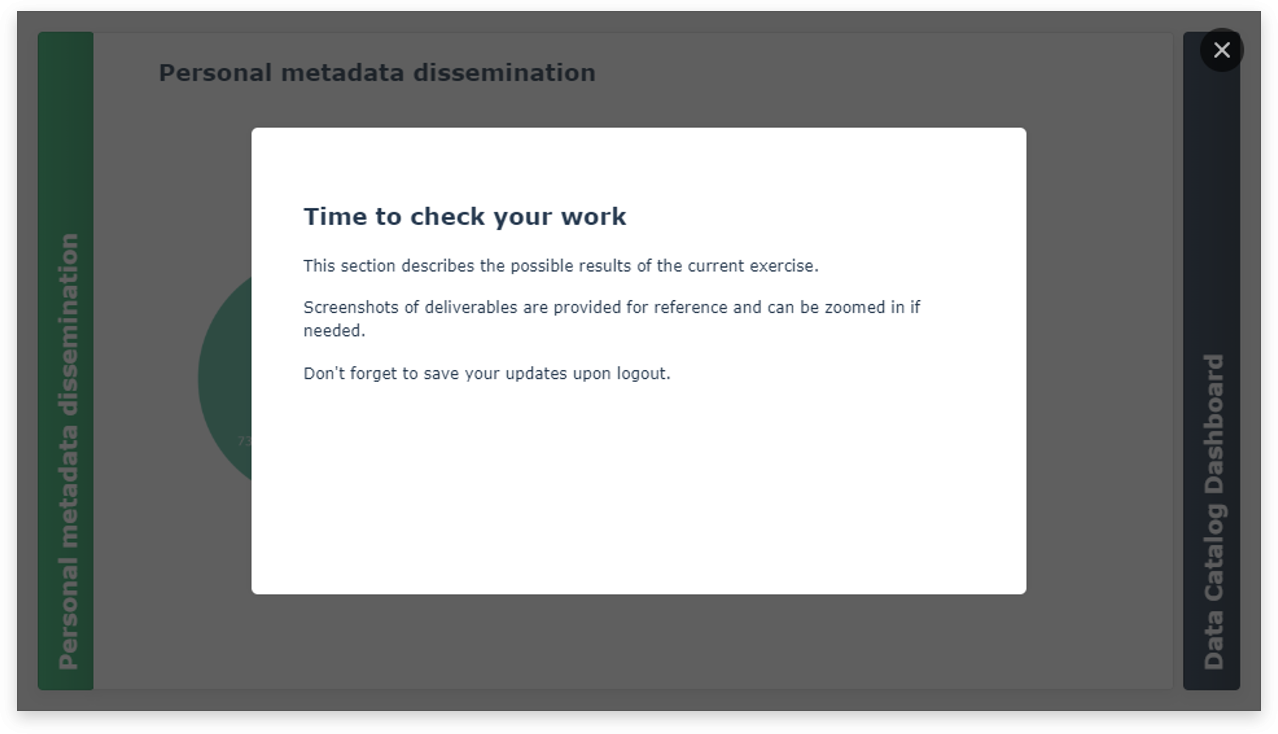 Personal metadata dissemination
Personal metadata dissemination
Time to check your work
This section describes the possible results of the current exercise.
Screenshots of deliverables are provided for reference and can be zoomed in if
needed.
Don't forget to save your updates upon logout.
73
Data Catalog Dashboard